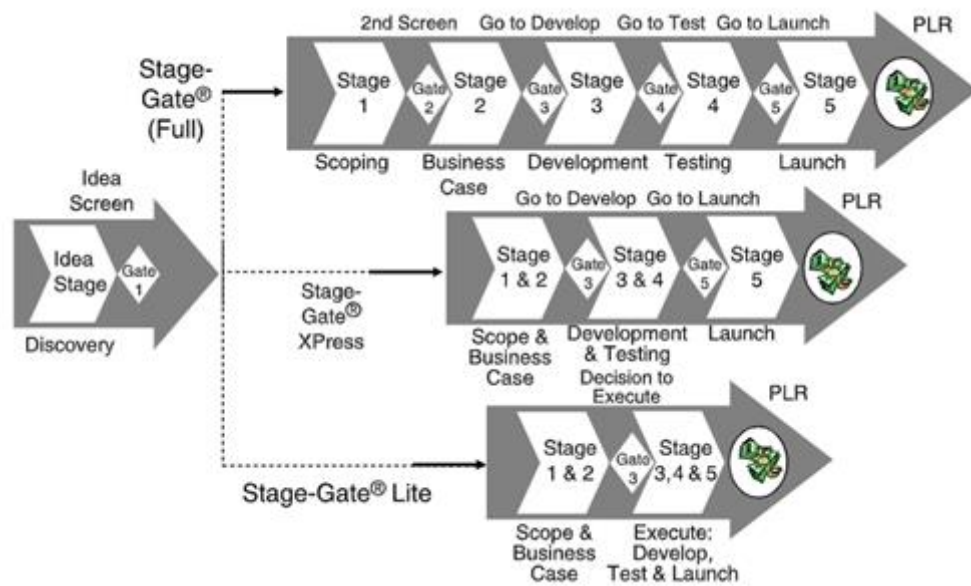 2nd Screen Go to Develop Go to Test Go to Launch PLR
Stage-
Gate®
(Full)
Stage
1
Gate
2
Stage
2
Gate
3
Stage
3
Gate
4
Stage
4
Gate
5
Stage
5
Scoping
Business
Case
Development
Testing
Launch
Idea
Screen
Idea
Stage
Gate
1
Discovery
Stage-
Gate®
XPress
Go to Develop Go to Launch PLR
Stage
1 & 2
Gate
3
Stage
3 & 4
Gate
5
Stage
5
Scope &
Business
Case
Development
& Testing
Launch
Stage-Gate® Lite
Decision to
Execute
PLR
Stage
1 & 2
Gate
3
Stage
3, 4 & 5
Scope &
Business
Case
Execute:
Develop,
Test & Launch